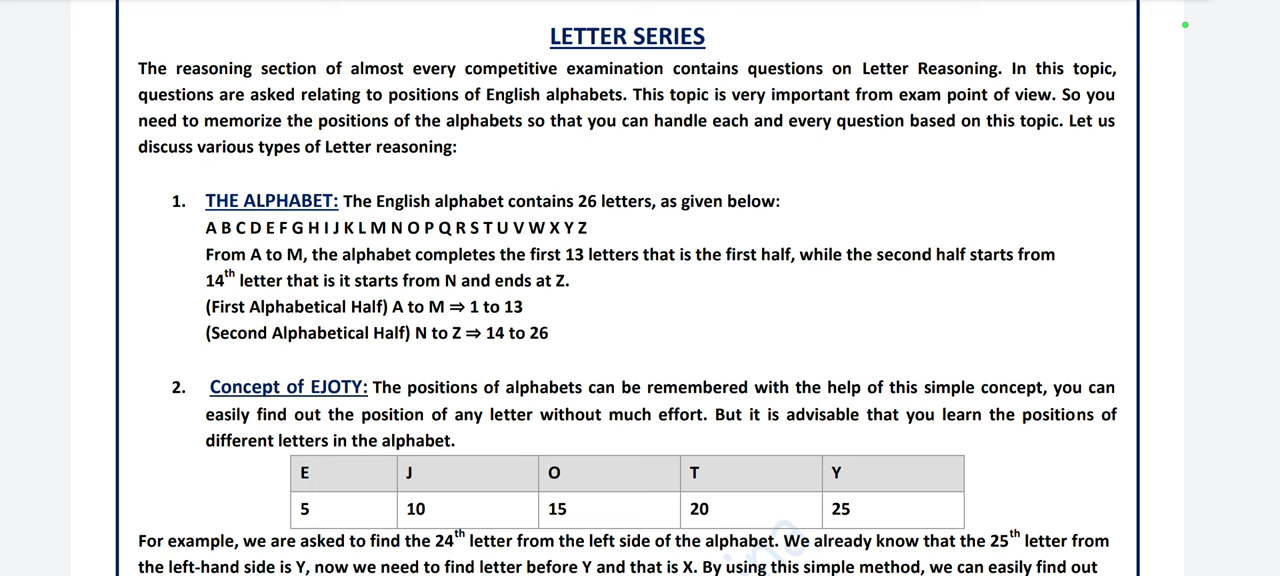 LETTER SERIES
The reasoning section of almost every competitive examination contains questions on Letter Reasoning. In this topic,
questions are asked relating to positions of English alphabets. This topic is very important from exam point of view. So you
need to memorize the positions of the alphabets so that you can handle each and every question based on this topic. Let us
discuss various types of Letter reasoning:
1. THE ALPHABET: The English alphabet contains 26 letters, as given below:
A B C D E F G H I J K L M N O P Q R S T U V W X Y Z
From A to M, the alphabet completes the first 13 letters that is the first half, while the second half starts from
14th letter that is it starts from N and ends at Z.
(First Alphabetical Half) A to M ⇒ 1 to 13
(Second Alphabetical Half) N to Z ⇒ 14 to 26
2. Concept of EJOTY: The positions of alphabets can be remembered with the help of this simple concept, you can
easily find out the position of any letter without much effort. But it is advisable that you learn the positions of
different letters in the alphabet.
E J O T Y
5 10 15 20 25
For example, we are asked to find the 24th letter from the left side of the alphabet. We already know that the 25th letter from
the left-hand side is Y, now we need to find letter before Y and that is X. By using this simple method, we can easily find out